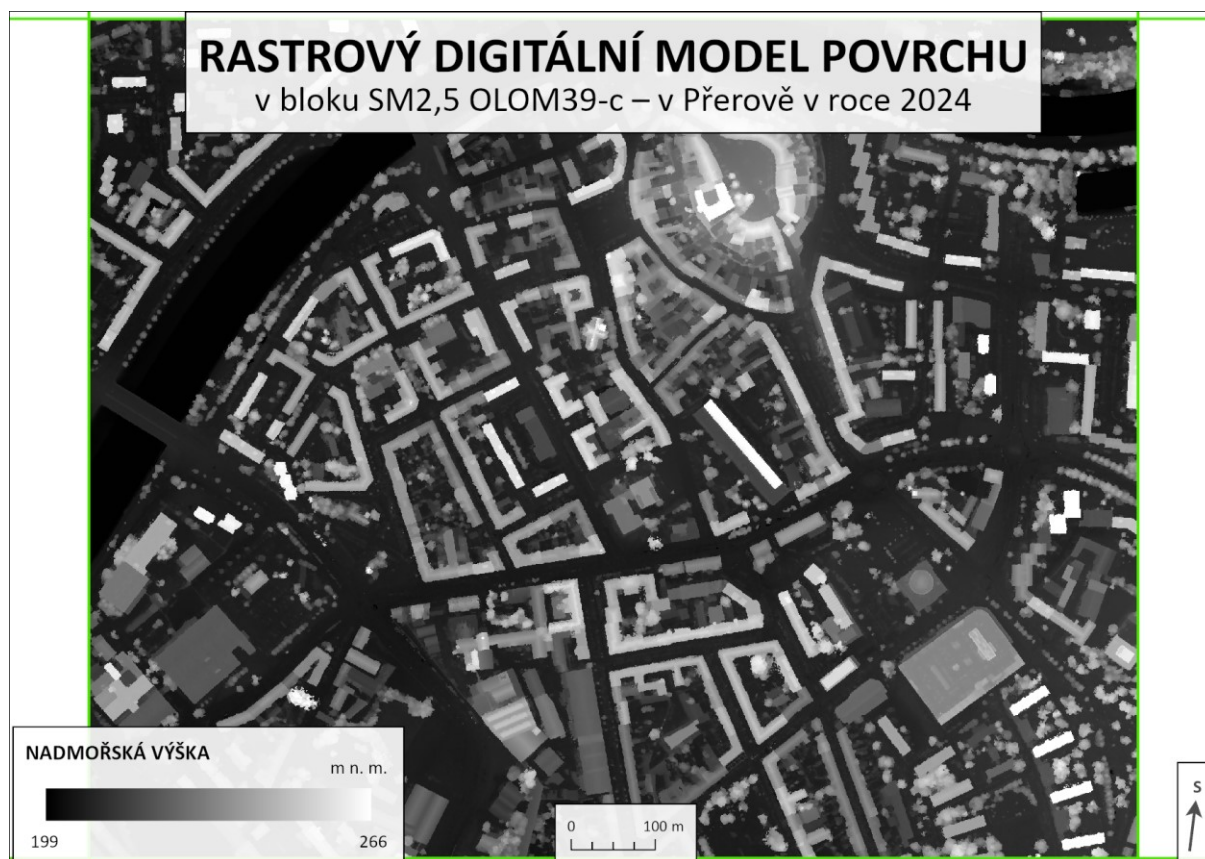 RASTROVÝ DIGITÁLNÍ MODEL POVRCHU
v bloku SM2,5 OLOM39-c – v Přerově v roce 2024
NADMOŘSKÁ VÝŠKA
m n. m.
199 266
0 100 m
S